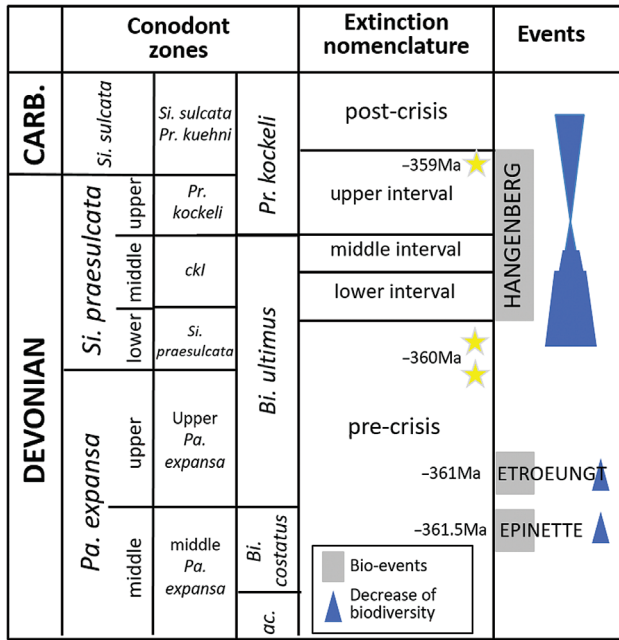 Conodont
zones
Extinction
nomenclature
Events
CARB.
Si. sulcata
Si. sulcata
Pr. kuehni
Pr. kockeli
post-crisis
–359Ma
upper interval
HANGENBERG
DEVONIAN
Si. praesulcata
upper
Pr.
kockeli
middle
ckI
middle interval
lower interval
lower
Si.
praesulcata
Bi. ultimus
–360Ma
pre-crisis
Pa. expansa
upper
Upper
Pa.
expansa
–361Ma
ETROEUNGT
middle
middle
Pa.
expansa
Bi.
costatus
–361.5Ma
EPINETTE
ac.
Bio-events
Decrease of
biodiversity